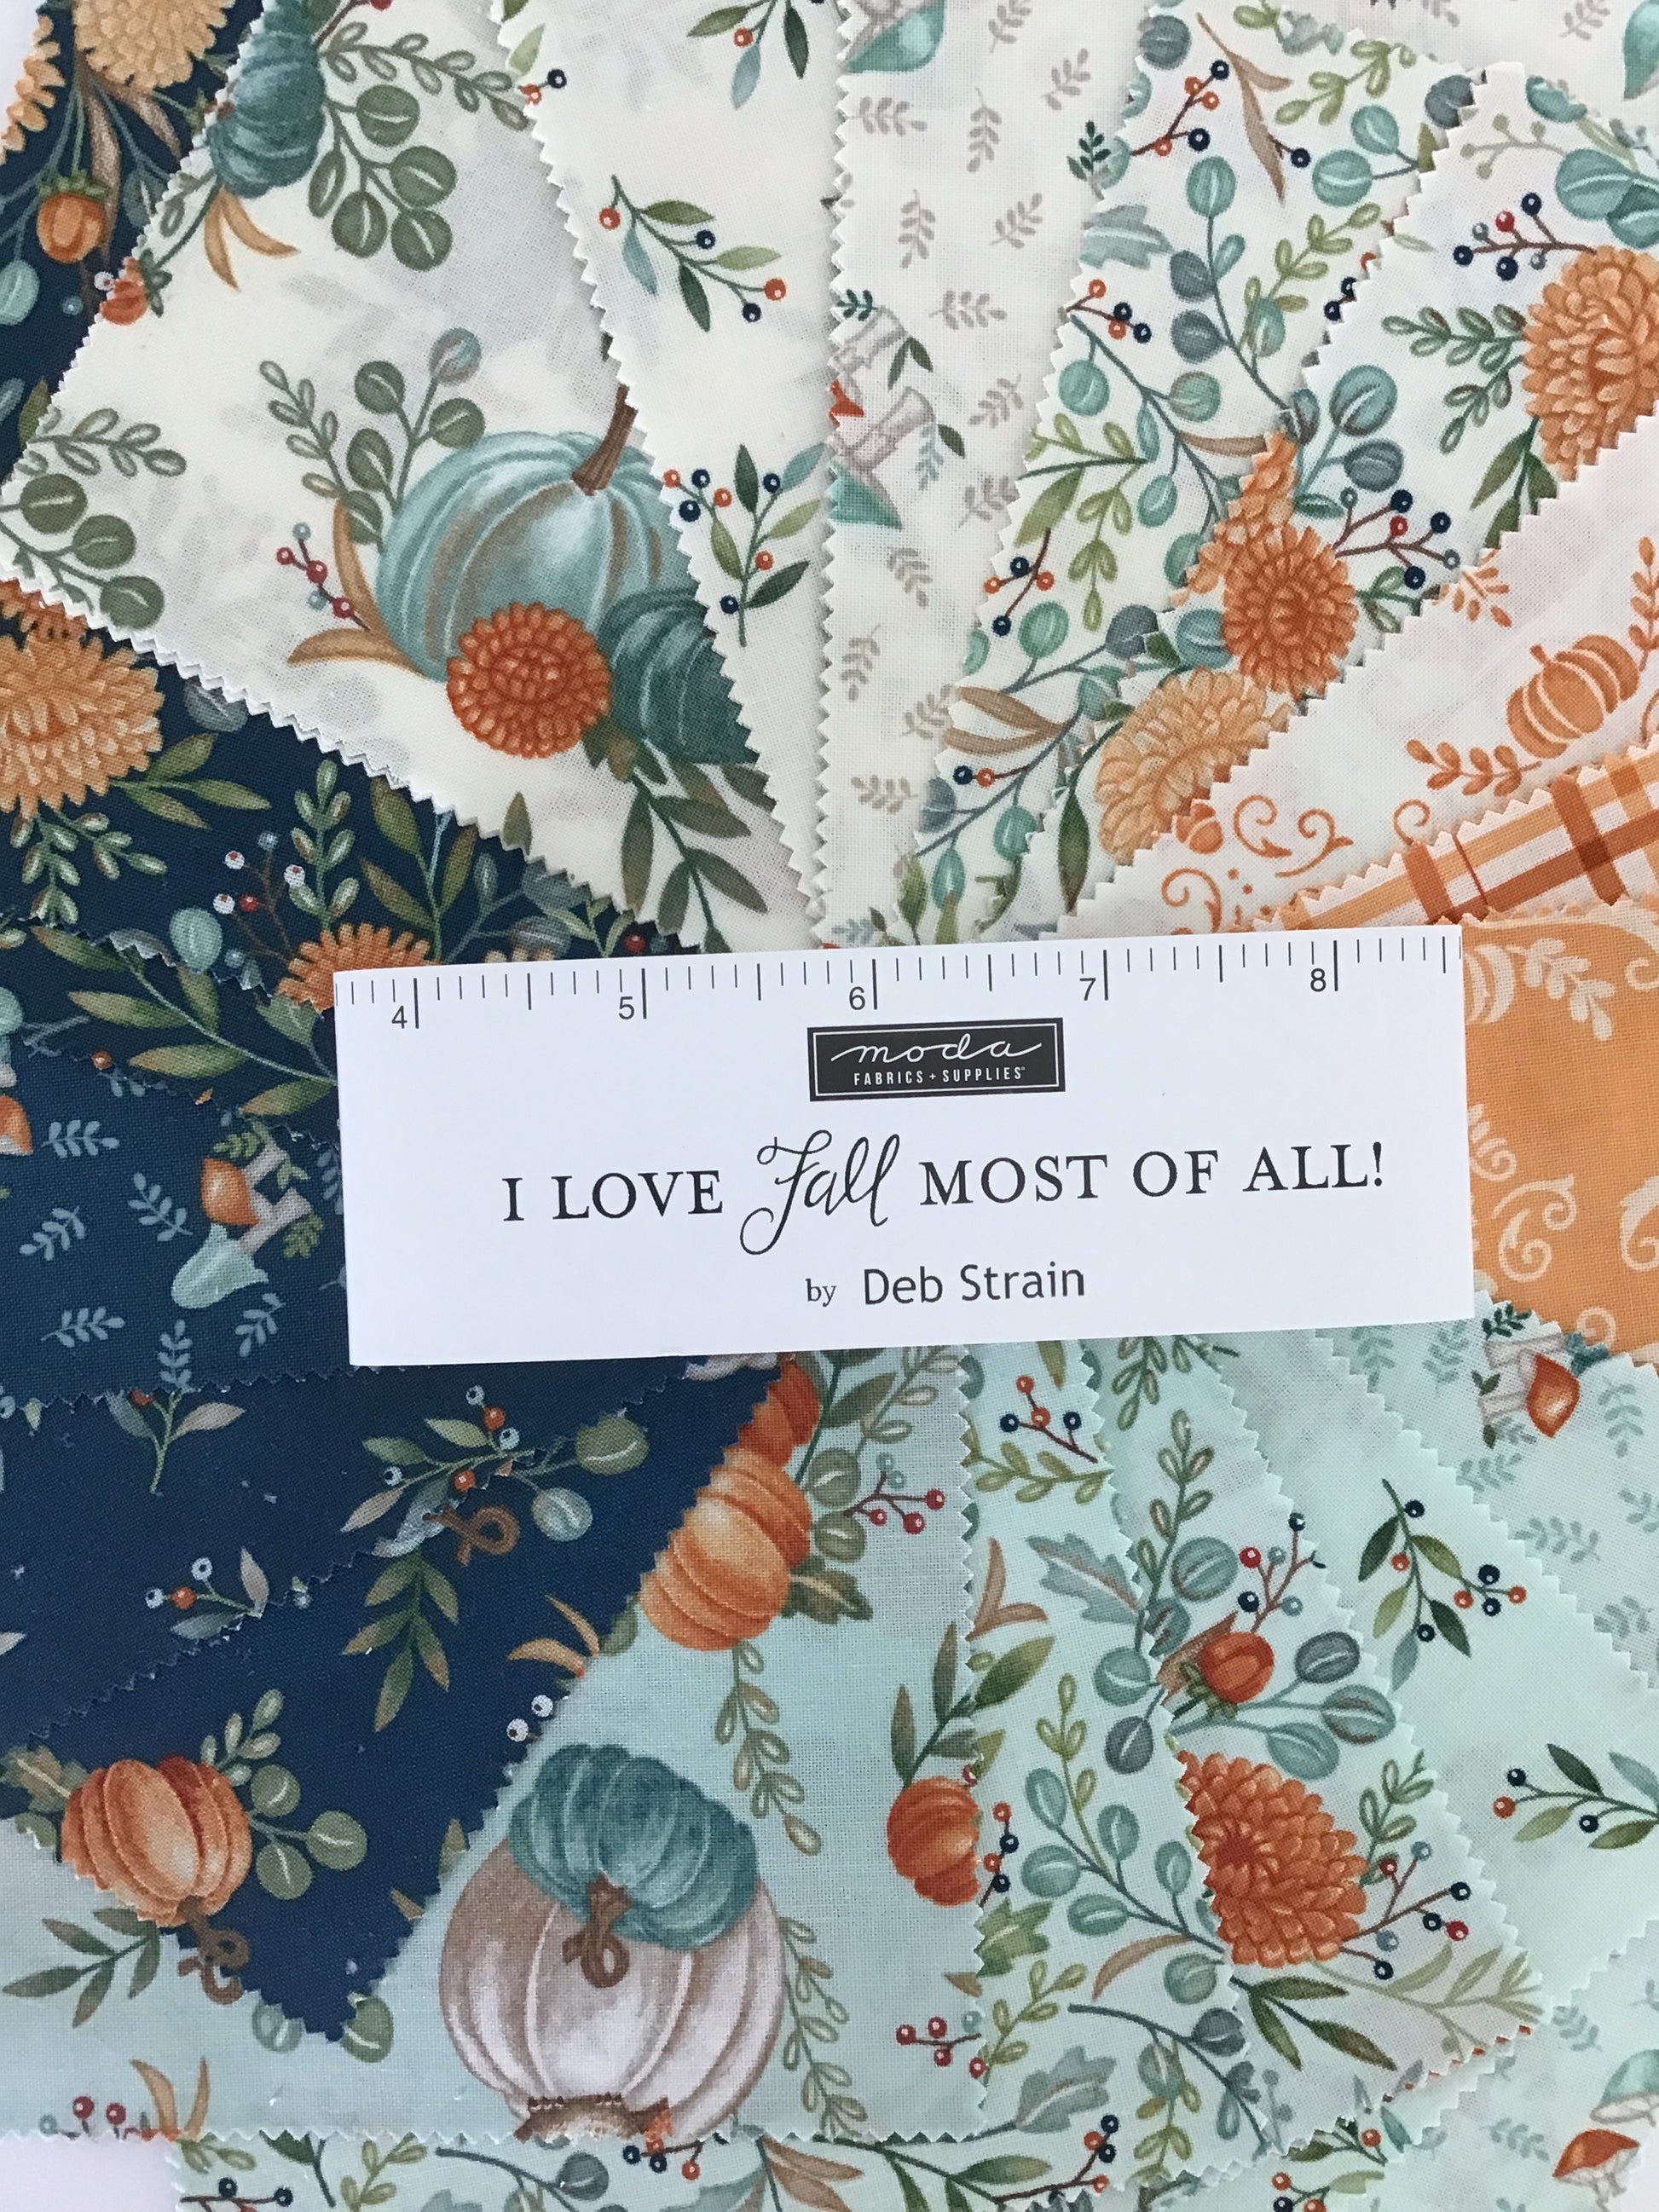 4 5 6 7 8
moda
FABRICS + SUPPLIES
I LOVE Fall MOST OF ALL!
by Deb Strain